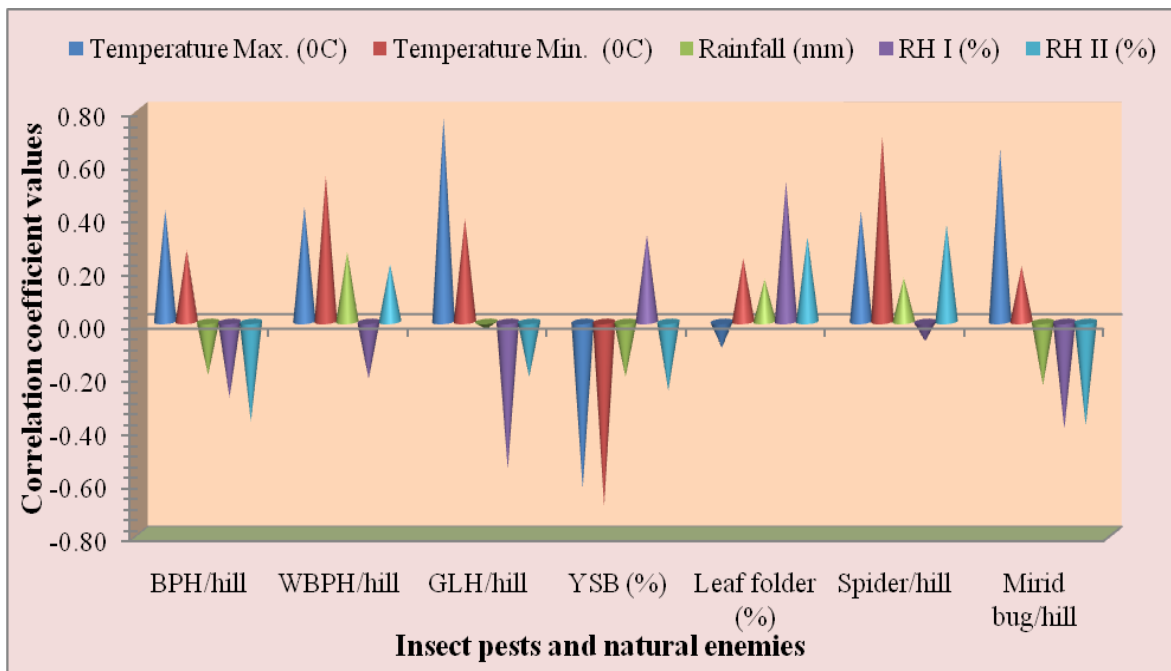 Temperature Max. (0C) Temperature Min. (0C) Rainfall (mm) RH I (%) RH II (%)
0.80
0.60
0.40
0.20
0.00
-0.20
-0.40
-0.60
-0.80
Correlation coefficient values
BPH/hill WBPH/hill GLH/hill YSB (%) Leaf folder Spider/hill Mirid
(%) bug/hill
Insect pests and natural enemies